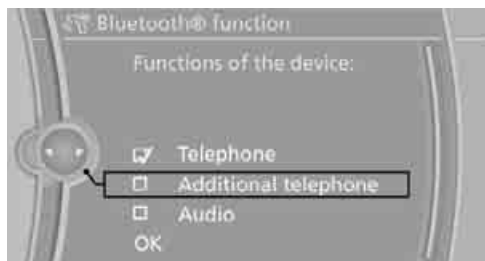 Bluetooth® function
Functions of the device:
Telephone
Additional telephone
Audio
OK